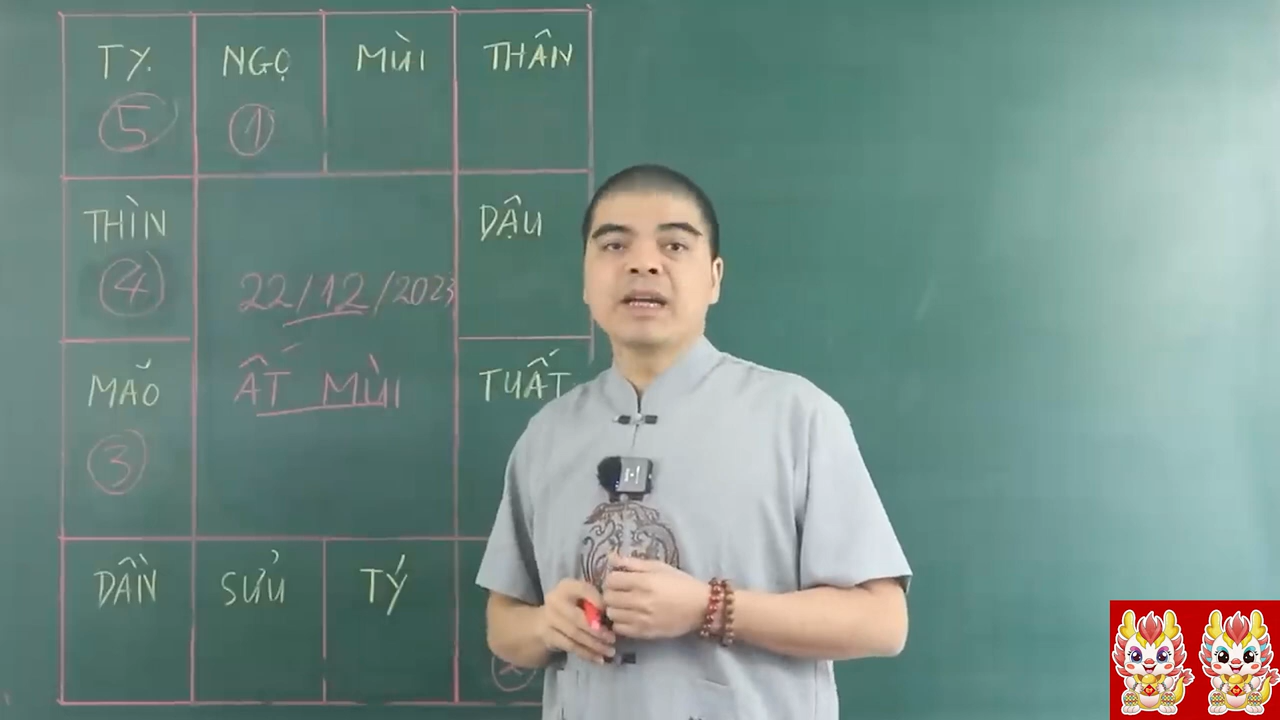 TỴ NGỌ MÙI THÂN
⑤ ①
THÌN DẬU
④
22/12/2023
MÃO ẤT MÙI TUẤT
③
DẦN SỬU TÝ
②